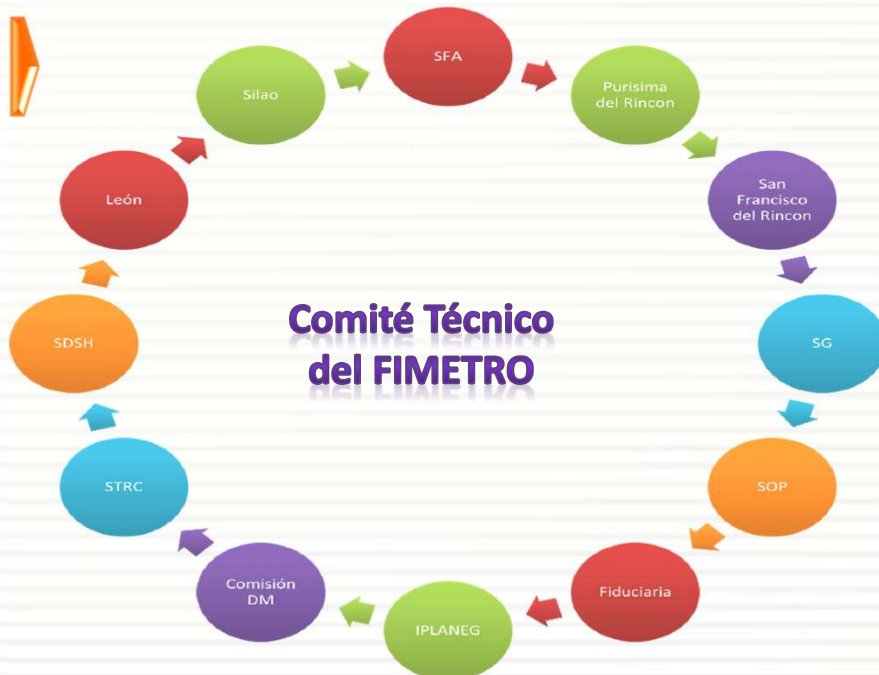 SFA
Purisima
del Rincon
San
Francisco
del Rincon
SG
SOP
Fiduciaria
IPLANEG
Comisión
DM
STRC
SDSH
León
Silao
Comité Técnico
del FIMETRO